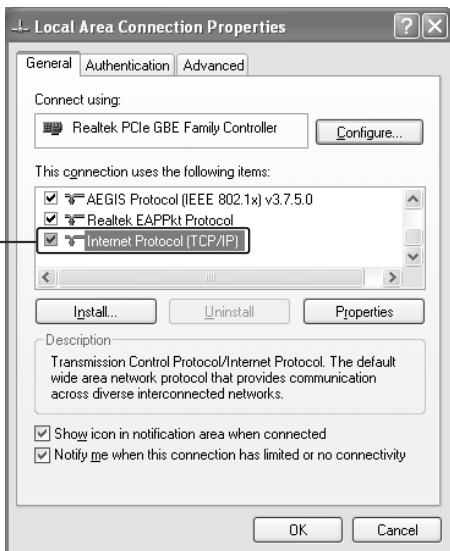 Local Area Connection Properties
General Authentication Advanced
Connect using:
Realtek PCIe GBE Family Controller
Configure...
This connection uses the following items:
AEGIS Protocol (IEEE 802.1x) v3.7.5.0
Realtek EAPPkt Protocol
Internet Protocol (TCP/IP)
Install... Uninstall Properties
Description
Transmission Control Protocol/Internet Protocol. The default
wide area network protocol that provides communication
across diverse interconnected networks.
Show icon in notification area when connected
Notify me when this connection has limited or no connectivity
OK Cancel